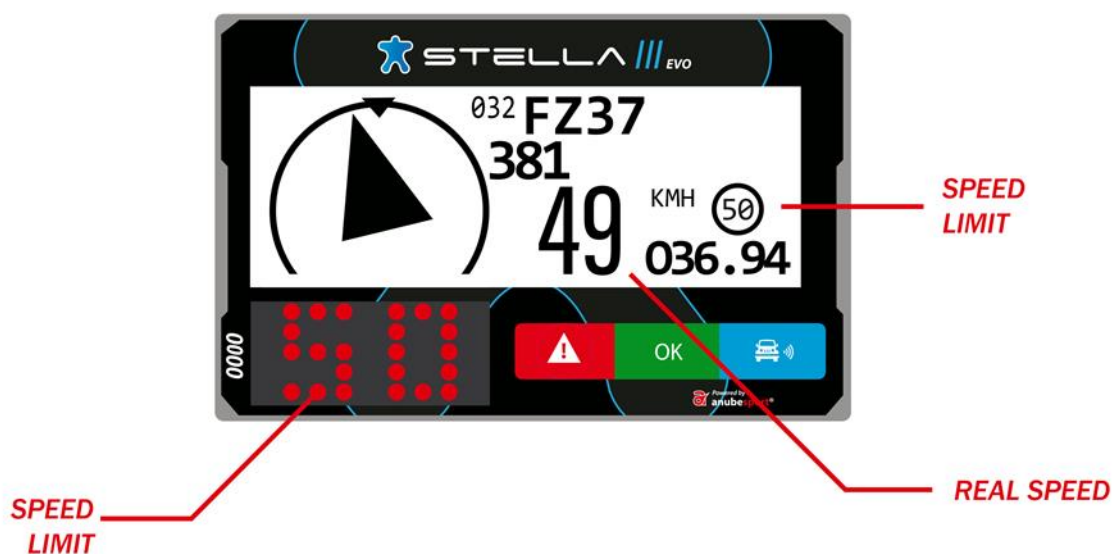 STELLA III EVO
032 FZ37
381
49 KMH 50
036.94
SPEED
LIMIT
50
0000
OK
Powered by
anubesport®
REAL SPEED
SPEED
LIMIT